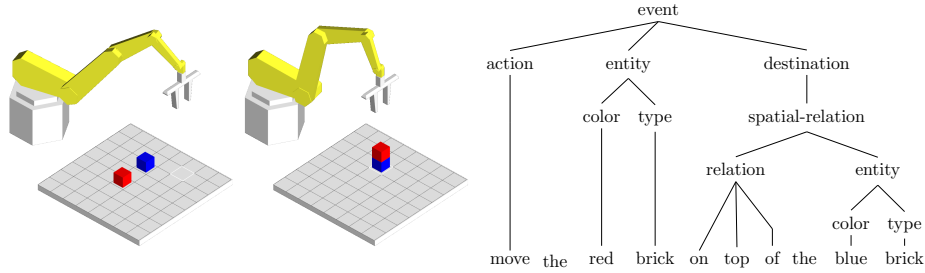 event
action entity destination
color type spatial-relation
relation entity
color type
move the red brick on top of the blue brick